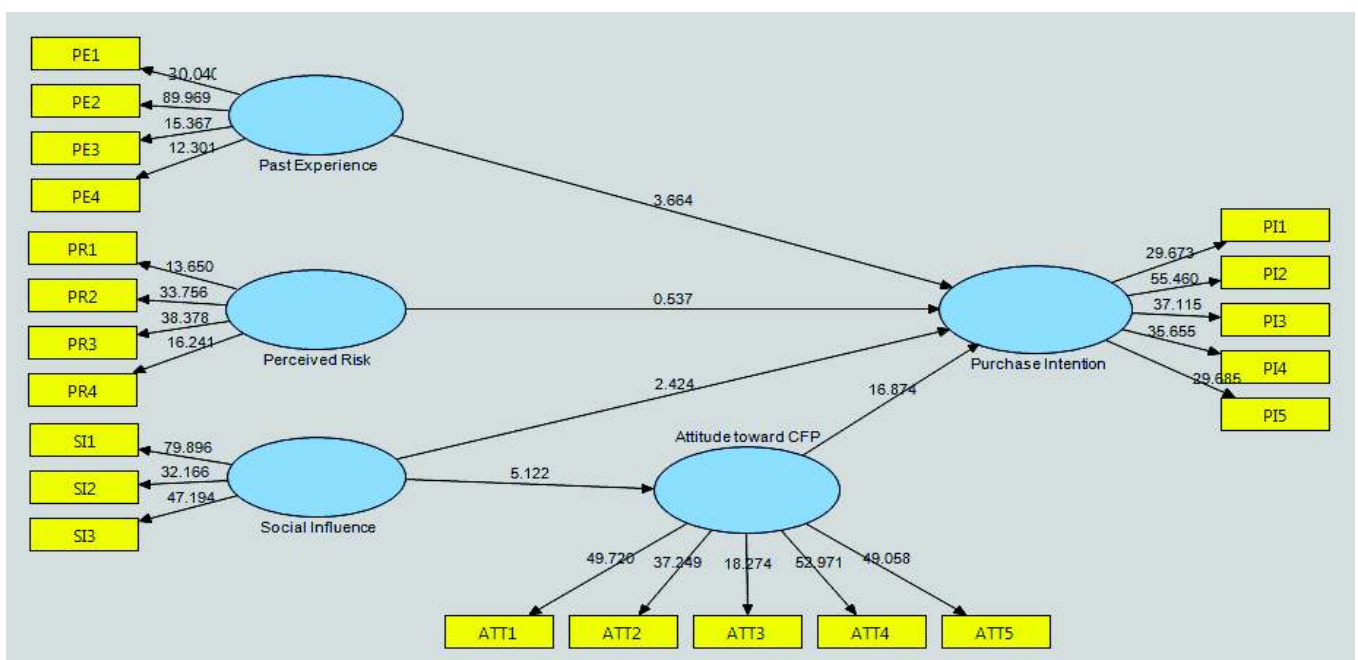 PE1
30.040
PE2
89.969
PE3
15.367
PE4
12.301
Past Experience
3.664
PR1
13.650
PR2
33.756
PR3
38.378
PR4
16.241
Perceived Risk
0.537
SI1
79.896
SI2
32.166
SI3
47.194
Social Influence
2.424
5.122
Attitude toward CFP
16.874
49.720
37.249
18.274
52.971
49.058
ATT1
ATT2
ATT3
ATT4
ATT5
Purchase Intention
29.673
PI1
55.460
PI2
37.115
PI3
35.655
PI4
29.685
PI5